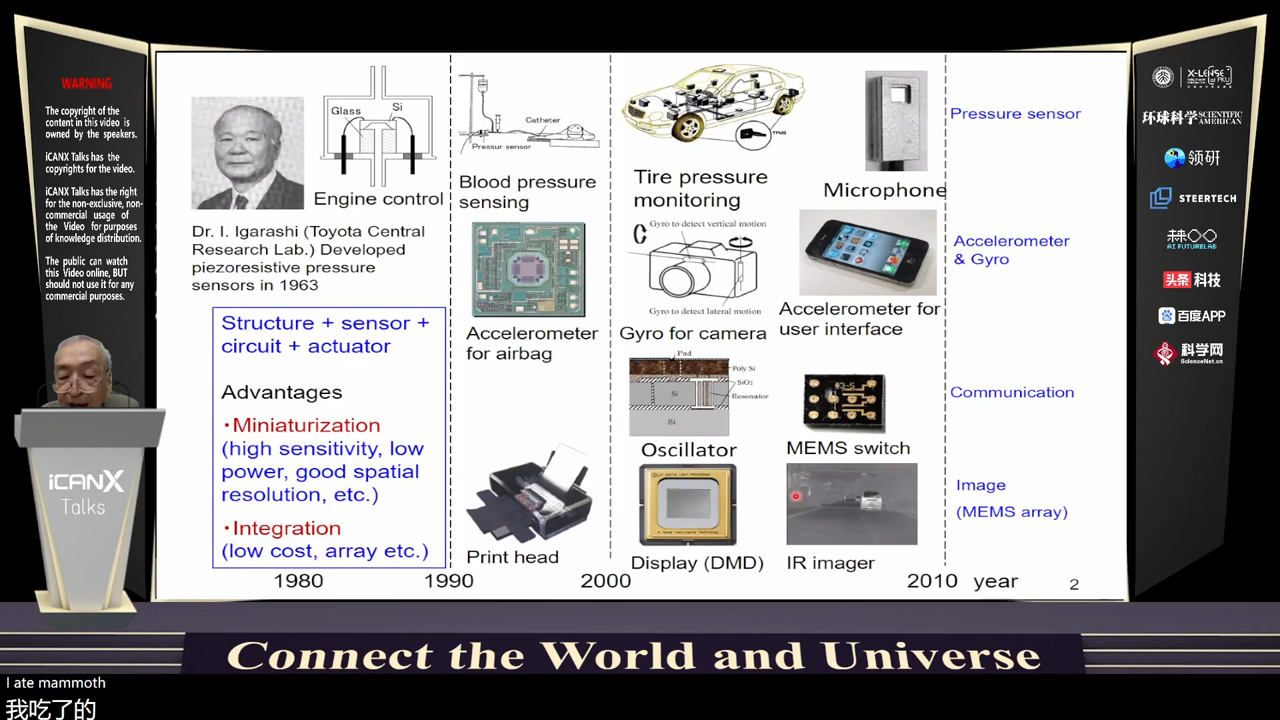 WARNING
The copyright of the
content in this video is
owned by the speakers.
iCANX Talks has the
copyrights for the video.
iCANX Talks has the right
for the non-exclusive, non-
commercial usage of
the Video for purposes
of knowledge distribution.
The public can watch
this Video online, BUT
should not use it for any
commercial purposes.
iCANX
Talks
Glass
Si
Engine control
Dr. I. Igarashi (Toyota Central
Research Lab.) Developed
piezoresistive pressure
sensors in 1963
Structure + sensor +
circuit + actuator
Advantages
・Miniaturization
(high sensitivity, low
power, good spatial
resolution, etc.)
・Integration
(low cost, array etc.)
Catheter
Pressur sensor
Blood pressure
sensing
Accelerometer
for airbag
Print head
TPMS
Tire pressure
monitoring
Microphone
Gyro to detect vertical motion
Gyro to detect lateral motion
Gyro for camera
Accelerometer for
user interface
Pad
Poly Si
SiO2
Resonator
Si
Si
Oscillator
MEMS switch
Display (DMD)
IR imager
Pressure sensor
Accelerometer
& Gyro
Communication
Image
(MEMS array)
1980
1990
2000
2010
year
2
X-LENSE
环球科学 SCIENTIFIC AMERICAN
领研
STEERTECH
AI FUTURELAB
头条 科技
百度APP
科学网
ScienceNet.cn
Connect the World and Universe
I ate mammoth
我吃了的